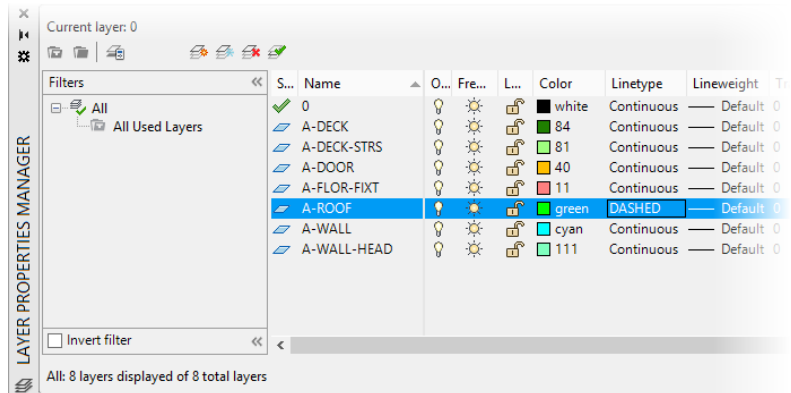 Current layer: 0
Filters
All
All Used Layers
Invert filter
S... Name O... Fre... L... Color Linetype Lineweight Tr
0 white Continuous Default 0
A-DECK 84 Continuous Default 0
A-DECK-STRS 81 Continuous Default 0
A-DOOR 40 Continuous Default 0
A-FLOR-FIXT 11 Continuous Default 0
A-ROOF green DASHED Default 0
A-WALL cyan Continuous Default 0
A-WALL-HEAD 111 Continuous Default 0
All: 8 layers displayed of 8 total layers
LAYER PROPERTIES MANAGER